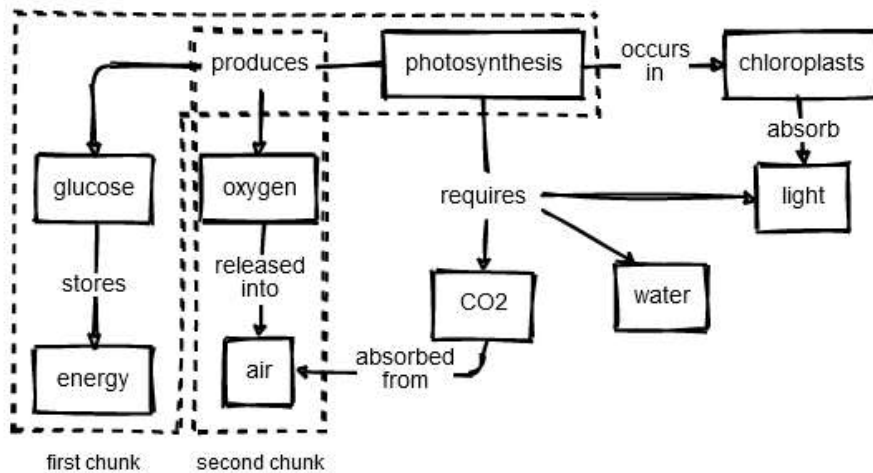 produces
photosynthesis
occurs
in
chloroplasts
absorb
glucose
oxygen
requires
light
stores
released
into
CO2
water
energy
air
absorbed
from
first chunk
second chunk